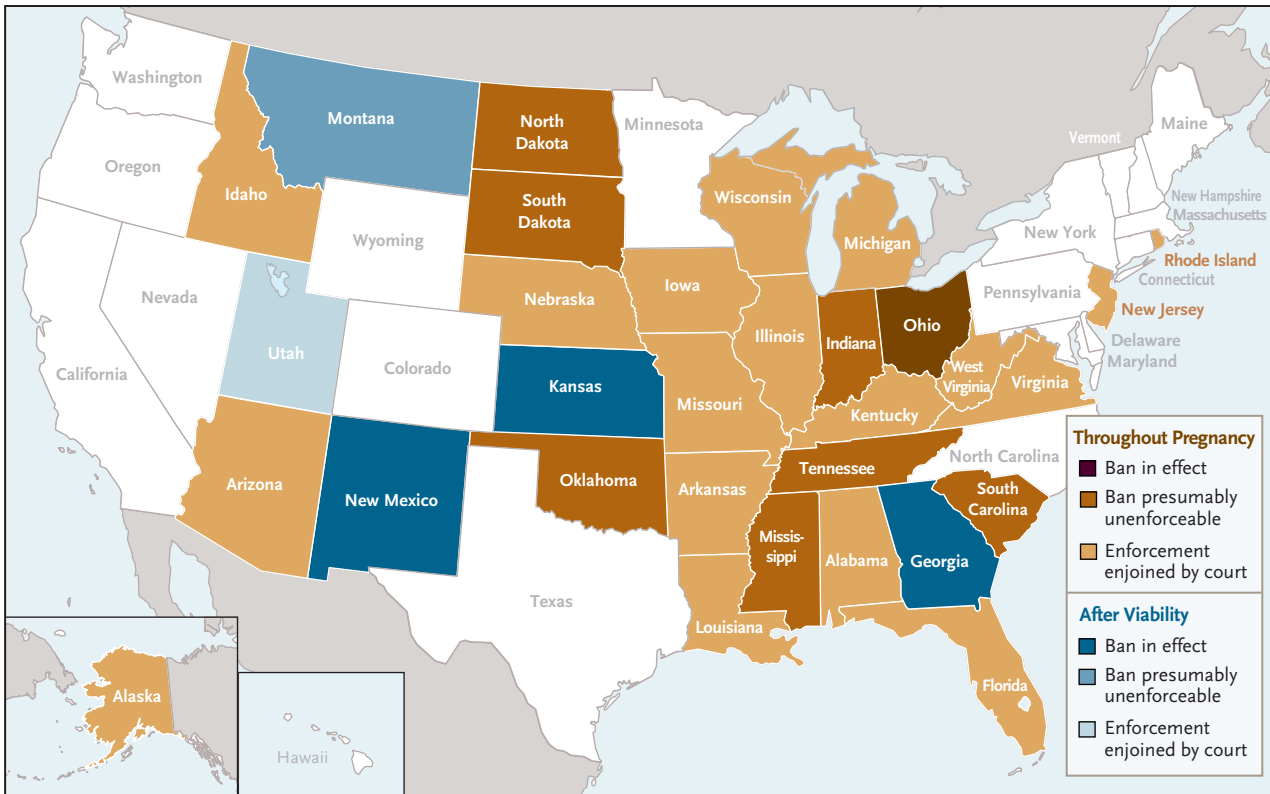 Washington
Montana
North
Dakota
Minnesota
Vermont
Maine
Oregon
Idaho
South
Dakota
Wisconsin
Michigan
New Hampshire
Massachusetts
New York
Wyoming
Rhode Island
Connecticut
Nevada
Nebraska
Iowa
Pennsylvania
New Jersey
Utah
Illinois
Indiana
Ohio
Delaware
Maryland
California
Colorado
Kansas
Missouri
West
Virginia
Virginia
Kentucky
North Carolina
Arizona
New Mexico
Oklahoma
Arkansas
Tennessee
South
Carolina
Missis-
sippi
Alabama
Georgia
Texas
Louisiana
Florida
Alaska
Hawaii
Throughout Pregnancy
Ban in effect
Ban presumably
unenforceable
Enforcement
enjoined by court
After Viability
Ban in effect
Ban presumably
unenforceable
Enforcement
enjoined by court